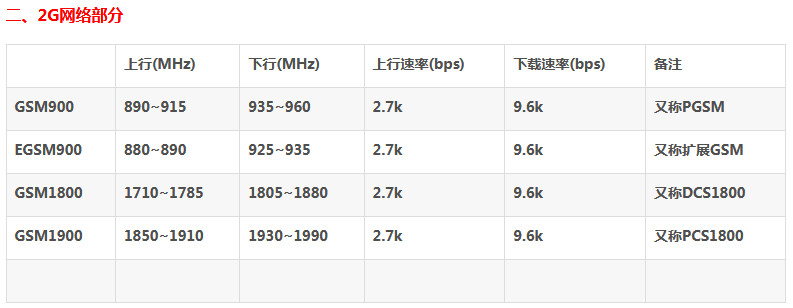 二、2G网络部分
上行(MHz) 下行(MHz) 上行速率(bps) 下载速率(bps) 备注
GSM900 890~915 935~960 2.7k 9.6k 又称PGSM
EGSM900 880~890 925~935 2.7k 9.6k 又称扩展GSM
GSM1800 1710~1785 1805~1880 2.7k 9.6k 又称DCS1800
GSM1900 1850~1910 1930~1990 2.7k 9.6k 又称PCS1800